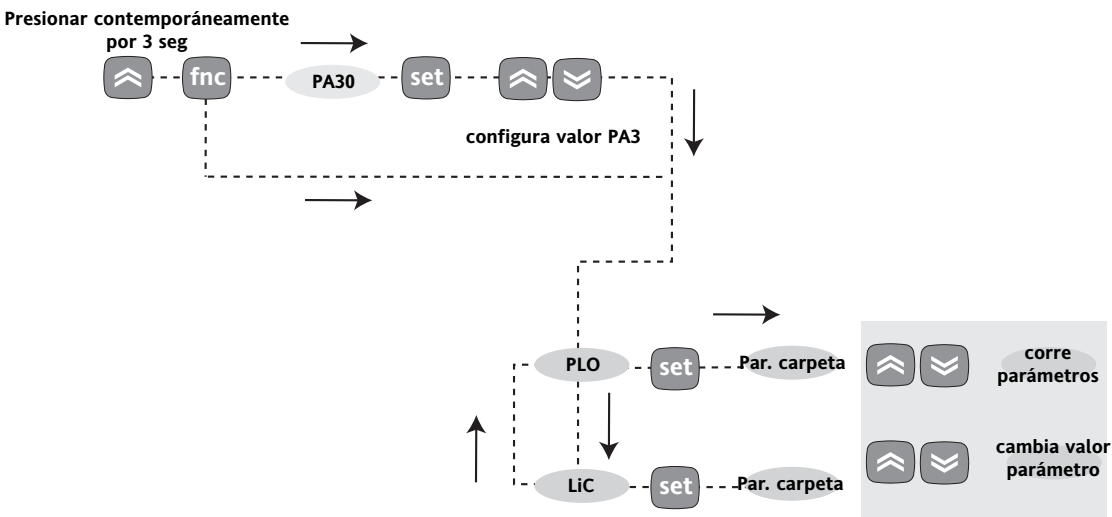 Presionar contemporáneamente
por 3 seg
fnc
PA30
set
configura valor PA3
PLO
set
Par. carpeta
corre
parámetros
LiC
set
Par. carpeta
cambia valor
parámetro